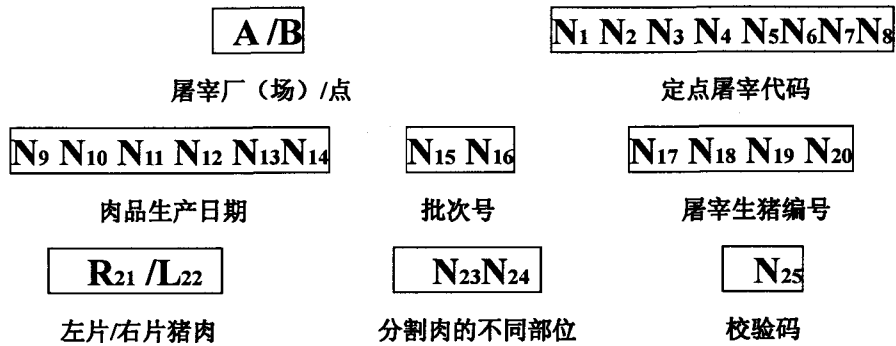 A /B N1 N2 N3 N4 N5N6N7N8
屠宰厂（场）/点 定点屠宰代码
N9 N10 N11 N12 N13N14 N15 N16 N17 N18 N19 N20
肉品生产日期 批次号 屠宰生猪编号
R21 /L22 N23N24 N25
左片/右片猪肉 分割肉的不同部位 校验码